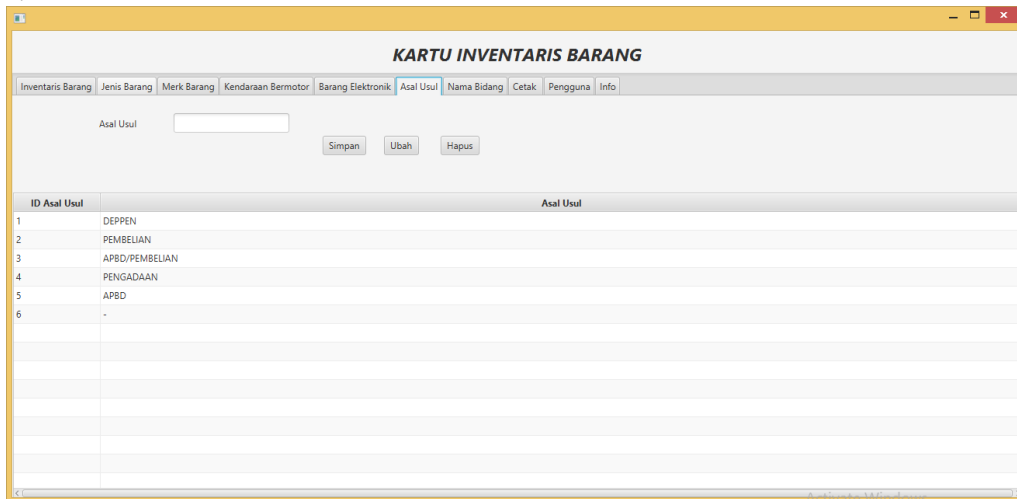 KARTU INVENTARIS BARANG
Inventaris Barang Jenis Barang Merk Barang Kendaraan Bermotor Barang Elektronik Asal Usul Nama Bidang Cetak Pengguna Info
Asal Usul
Simpan Ubah Hapus
ID Asal Usul Asal Usul
1 DEPPEN
2 PEMBELIAN
3 APBD/PEMBELIAN
4 PENGADAAN
5 APBD
6 -
Activate Windows